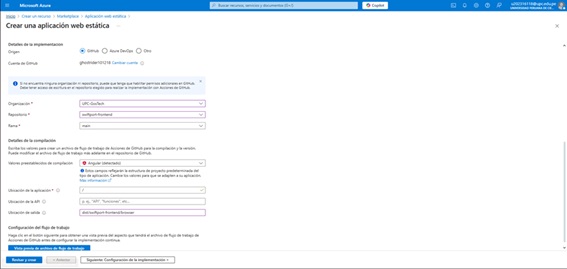 Microsoft Azure
Buscar recursos, servicios y documentos (G+/)
Copilot
Inicio > Crear un recurso > Marketplace > Aplicación web estática >
Crear una aplicación web estática ...
Detalles de la implementación
Origen
GitHub
Azure DevOps
Otro
Cuenta de GitHub
Cambiar cuenta
Si no encuentra ninguna organización ni repositorio, puede que tenga que habilitar permisos adicionales en GitHub.
Debe tener acceso de escritura en el repositorio elegido para realizar la implementación con Acciones de GitHub.
Organización *
Repositorio *
swiftport-frontend
Rama *
main
Detalles de la compilación
Escriba los valores para crear un archivo de flujo de trabajo de Acciones de GitHub para la compilación y la versión.
Puede modificar el archivo de flujo de trabajo más adelante en el repositorio de GitHub.
Valores preestablecidos de compilación
Angular (detectado)
Estos campos reflejarán la estructura de proyecto predeterminada del
tipo de aplicación. Cambie los valores para que se adapten a su aplicación.
Más información
Ubicación de la aplicación *
/
Ubicación de la API
p. ej., "API", "funciones", etc.
Ubicación de salida
dist/swiftport-frontend/browser
Configuración del flujo de trabajo
Haga clic en el botón siguiente para obtener una vista previa del aspecto que tendrá el archivo de flujo de trabajo de
Acciones de GitHub antes de configurar la implementación continua.
Vista previa de archivo de flujo de trabajo
Revisar y crear
< Anterior
Siguiente: Configuración de la implementación >